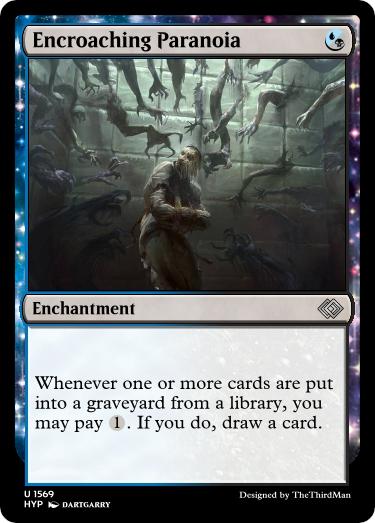 Encroaching Paranoia
Enchantment
Whenever one or more cards are put
into a graveyard from a library, you
may pay 1. If you do, draw a card.
U 1569
HYP DARTGARRY
Designed by TheThirdMan